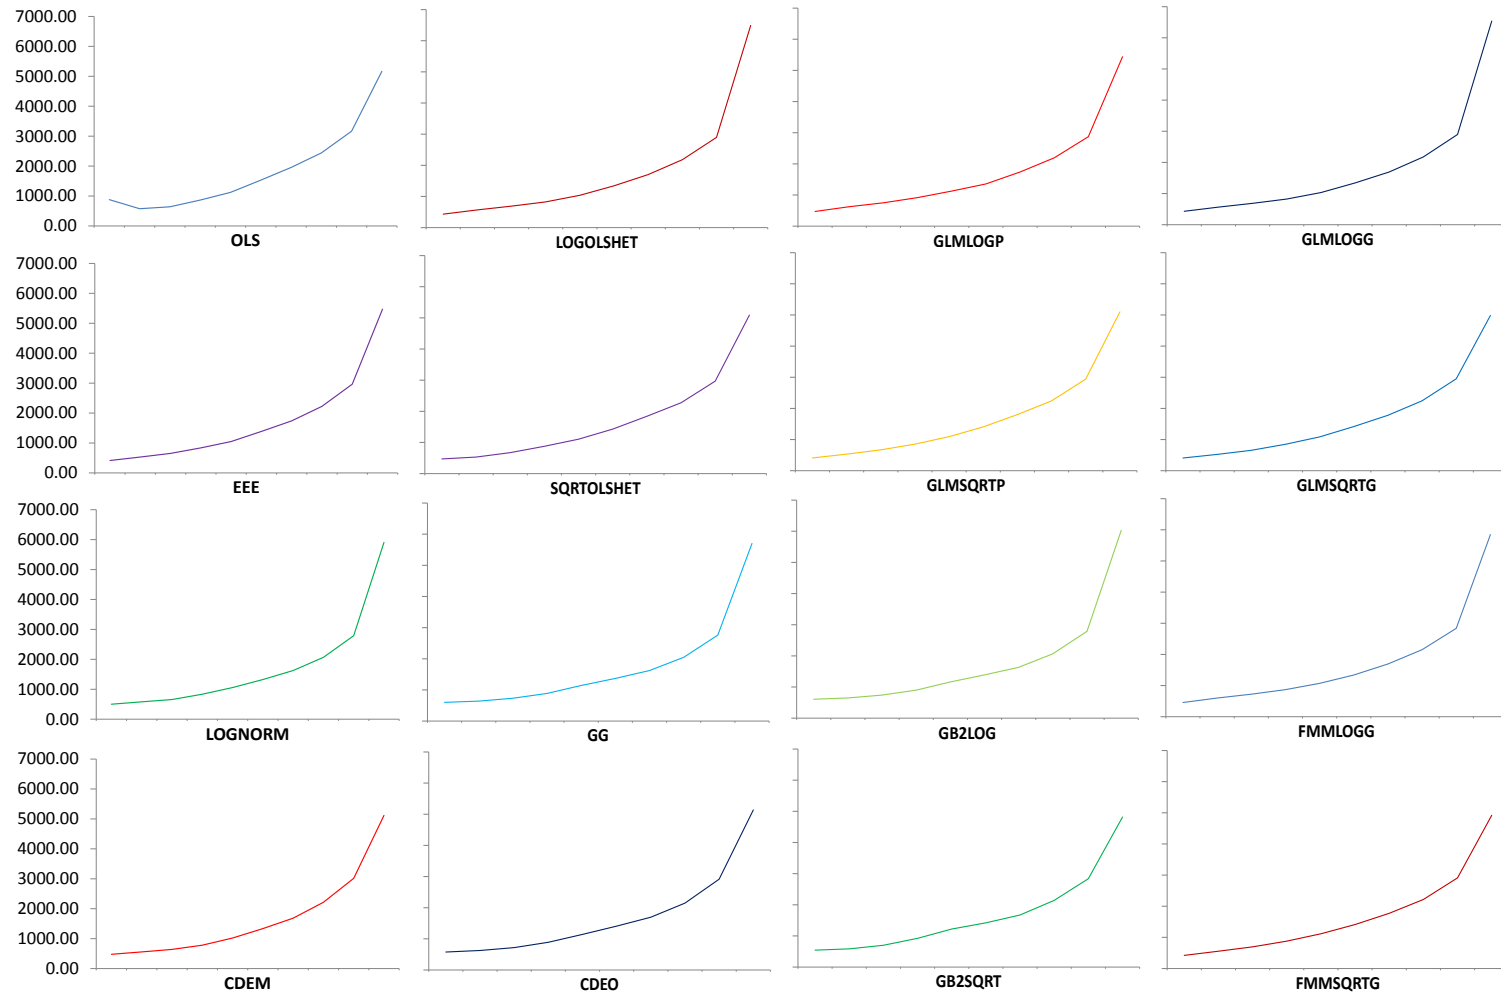 7000.00
6000.00
5000.00
4000.00
3000.00
2000.00
1000.00
0.00
OLS
LOGOLSHET
GLMLOGP
GLMLOGG
7000.00
6000.00
5000.00
4000.00
3000.00
2000.00
1000.00
0.00
EEE
SQRTOLSHET
GLMSQRTP
GLMSQRTG
7000.00
6000.00
5000.00
4000.00
3000.00
2000.00
1000.00
0.00
LOGNORM
GG
GB2LOG
FMMLOGG
7000.00
6000.00
5000.00
4000.00
3000.00
2000.00
1000.00
0.00
CDEM
CDEO
GB2SQRT
FMMSQRTG